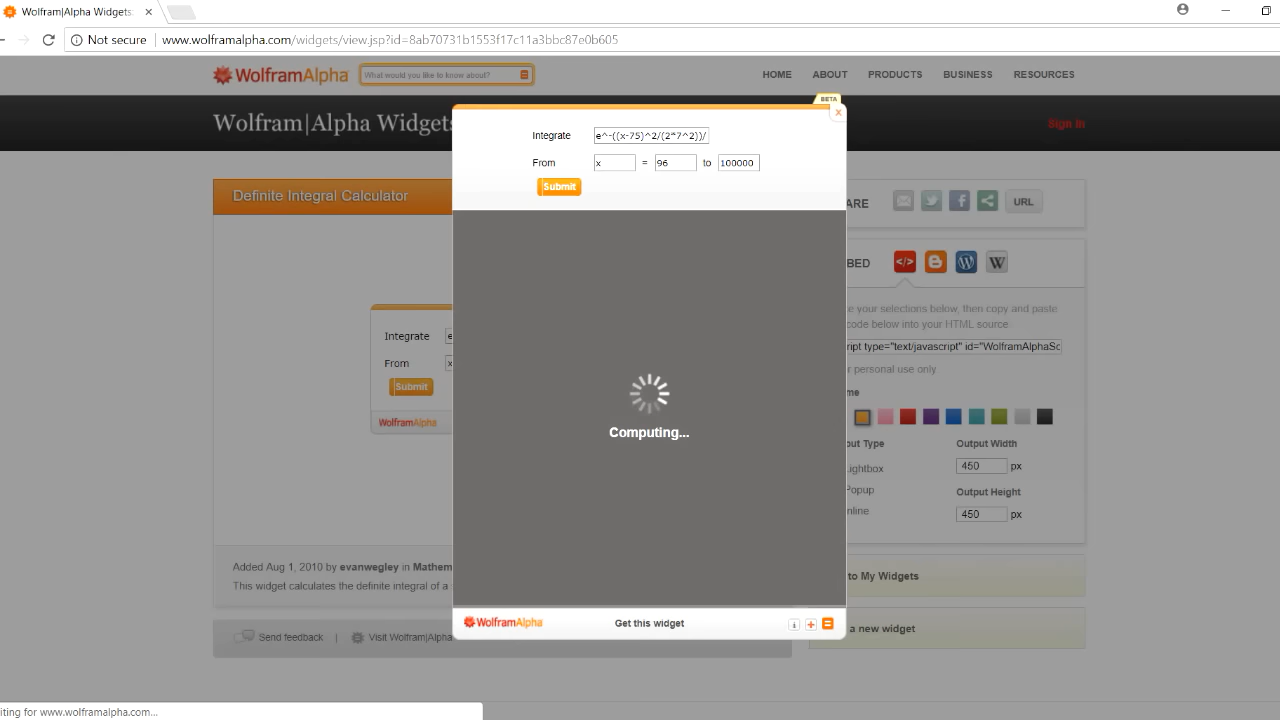 Wolfram|Alpha Widgets:
Not secure
www.wolframalpha.com/widgets/view.jsp?id=8ab70731b1553f17c11a3bbc87e0b605
WolframAlpha
What would you like to know about?
HOME
ABOUT
PRODUCTS
BUSINESS
RESOURCES
Wolfram|Alpha Widgets
Sign In
BETA
x
Integrate
e^-((x-75)^2/(2*7^2))/
From
x
=
96
to
100000
Submit
Definite Integral Calculator
ARE
URL
BED
</>
W
e your selections below, then copy and paste
code below into your HTML source.
ript type="text/javascript" id="WolframAlphaSc
r personal use only
me
Integrate
e
From
x
Submit
WolframAlpha
Computing...
put Type
Output Width
450 px
ightbox
Popup
Output Height
nline
450 px
Added Aug 1, 2010 by evanwegley in Mathem
This widget calculates the definite integral of a
to My Widgets
WolframAlpha
Get this widget
a new widget
Send feedback
|
Visit Wolfram|Alpha
iting for www.wolframalpha.com...